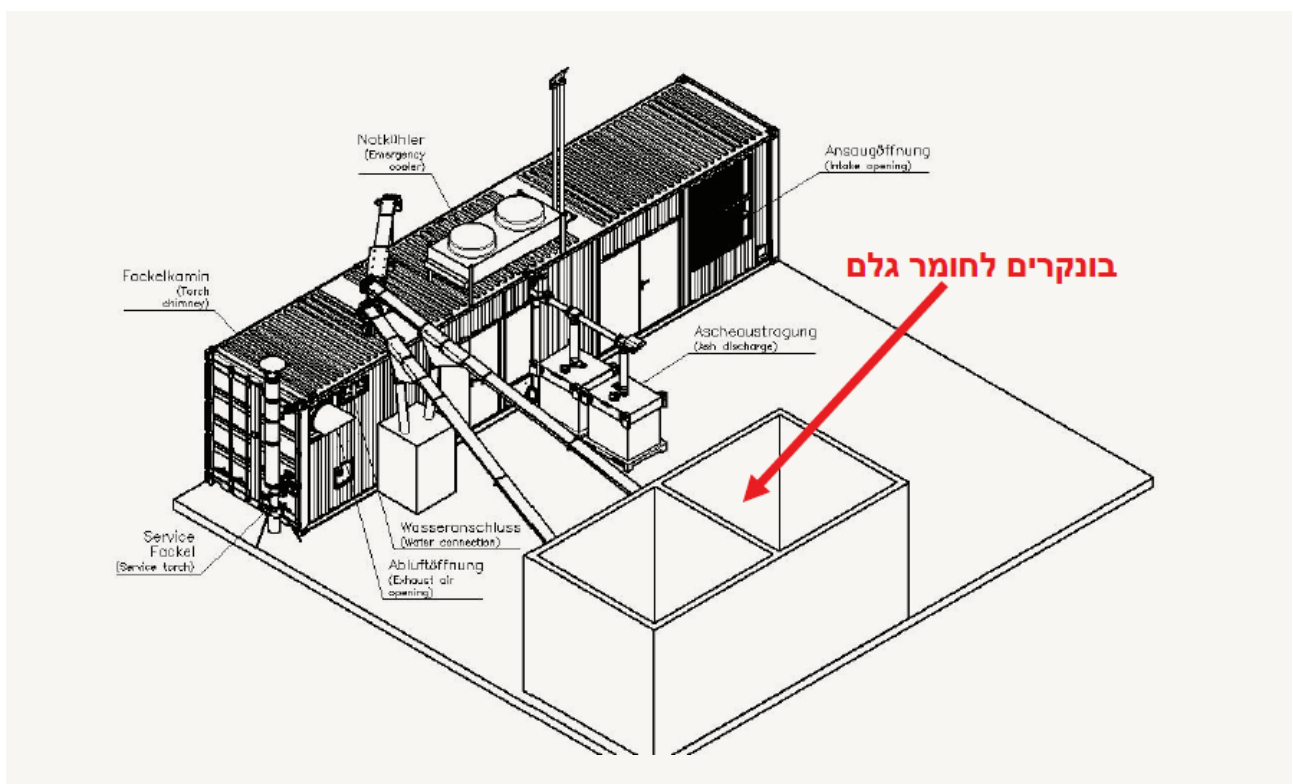 Notkühler
(Emergency
cooler)
Ansaugöffnung
(Intake opening)
בונקרים לחומר גלם
Fackelkamin
(Torch
chimney)
Ascheaustragung
(Ash discharge)
Wasseranschluss
(Water connection)
Service
Fackel
(Service torch)
Abluftöffnung
(Exhaust air
opening)